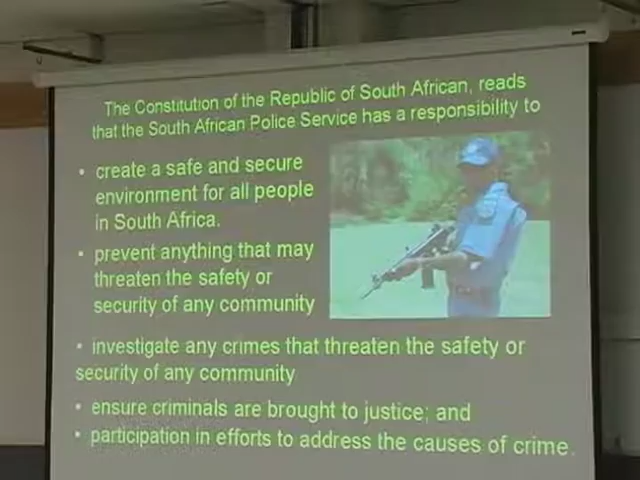 The Constitution of the Republic of South African, reads
that the South African Police Service has a responsibility to
• create a safe and secure
environment for all people
in South Africa.
• prevent anything that may
threaten the safety or
security of any community
• investigate any crimes that threaten the safety or
security of any community
• ensure criminals are brought to justice; and
• participation in efforts to address the causes of crime.